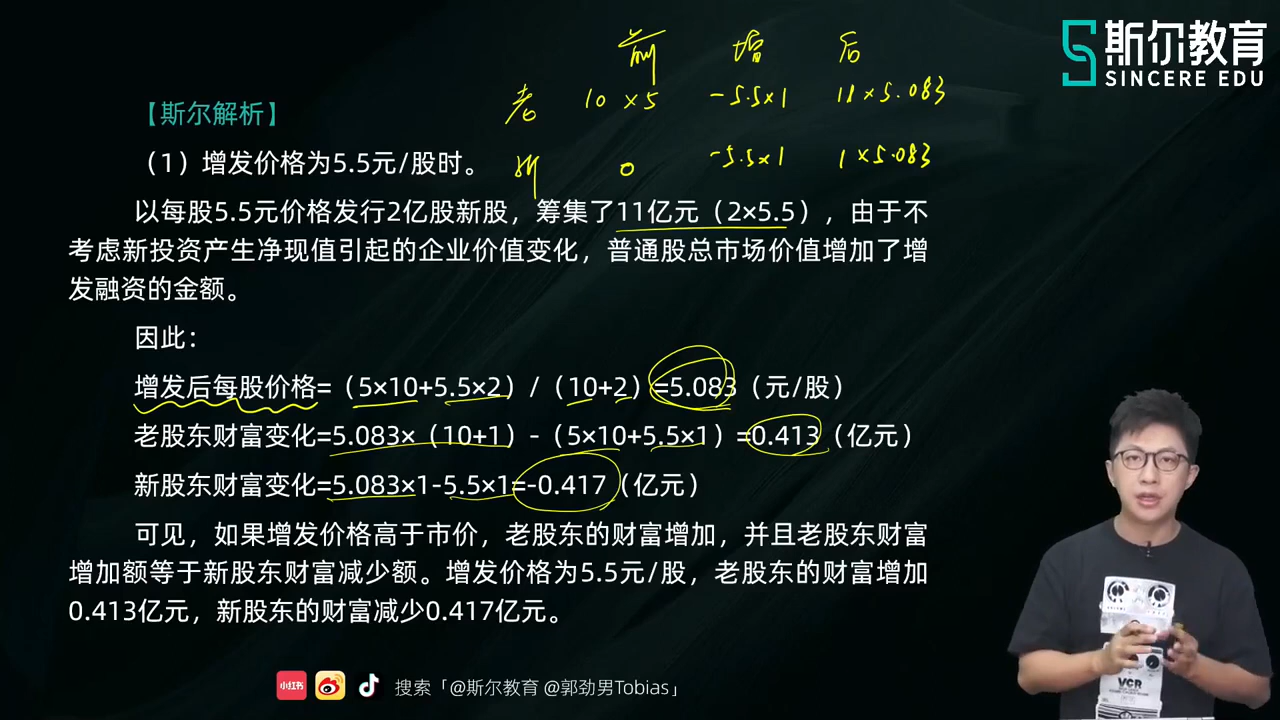 前 增 后
斯尔教育
SINCERE EDU
老 10×5 -5.5×1 11×5.083
【斯尔解析】
（1）增发价格为5.5元/股时。
新 0 -5.5×1 1×5.083
以每股5.5元价格发行2亿股新股，筹集了11亿元（2×5.5），由于不
考虑新投资产生净现值引起的企业价值变化，普通股总市场价值增加了增
发融资的金额。
因此：
增发后每股价格=（5×10+5.5×2）/（10+2）=5.083（元/股）
老股东财富变化=5.083×（10+1）-（5×10+5.5×1）=0.413（亿元）
新股东财富变化=5.083×1-5.5×1=-0.417（亿元）
可见，如果增发价格高于市价，老股东的财富增加，并且老股东财富
增加额等于新股东财富减少额。增发价格为5.5元/股，老股东的财富增加
0.413亿元，新股东的财富减少0.417亿元。
小红书 搜索「@斯尔教育 @郭劲男Tobias」
VCR